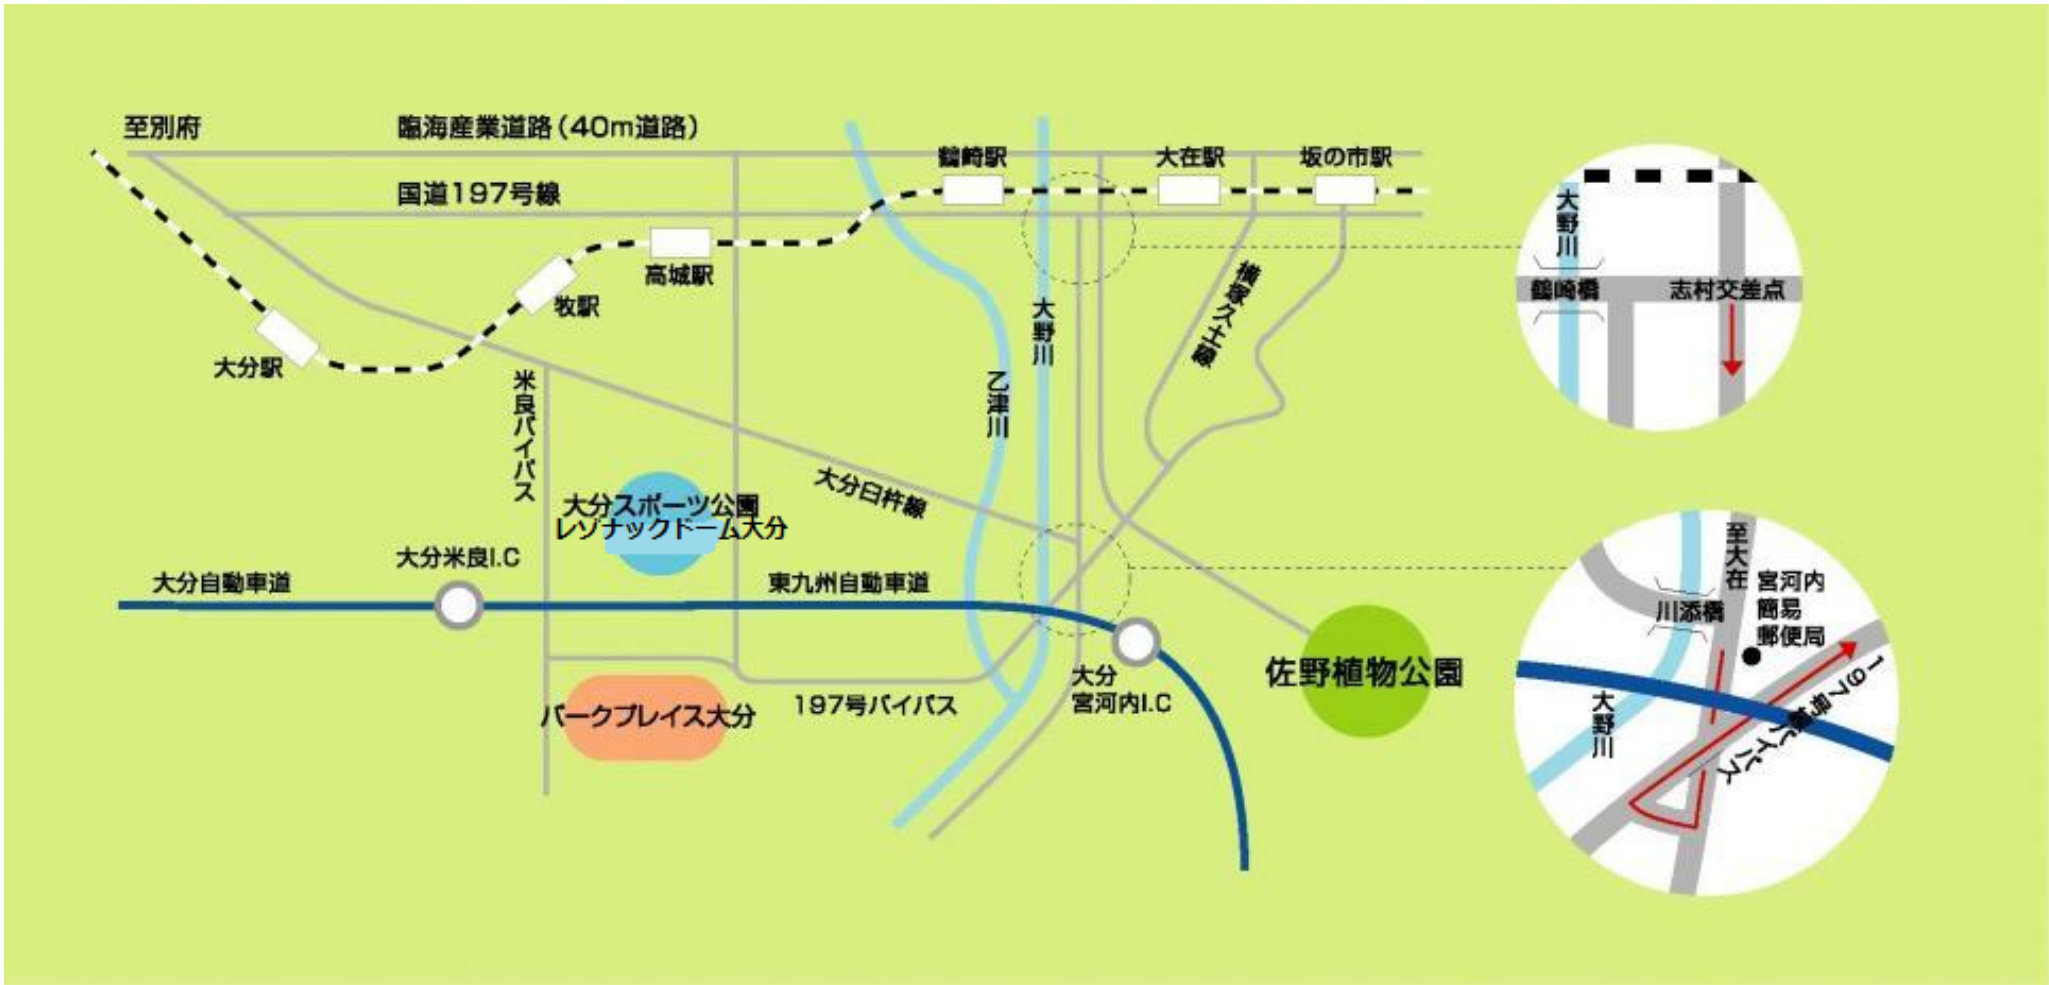 至別府
臨海産業道路(40m道路)
国道197号線
鶴崎駅
大在駅
坂の市駅
高城駅
牧駅
大分駅
米良バイパス
大分スポーツ公園
レゾナックドーム大分
大分臼杵線
乙津川
大野川
横塚久土線
大分米良I.C
大分自動車道
東九州自動車道
大分
宮河内I.C
197号バイパス
パークプレイス大分
佐野植物公園
大野川
鶴崎橋
志村交差点
至大在
宮河内
簡易
郵便局
川添橋
大野川
197号線バイパス